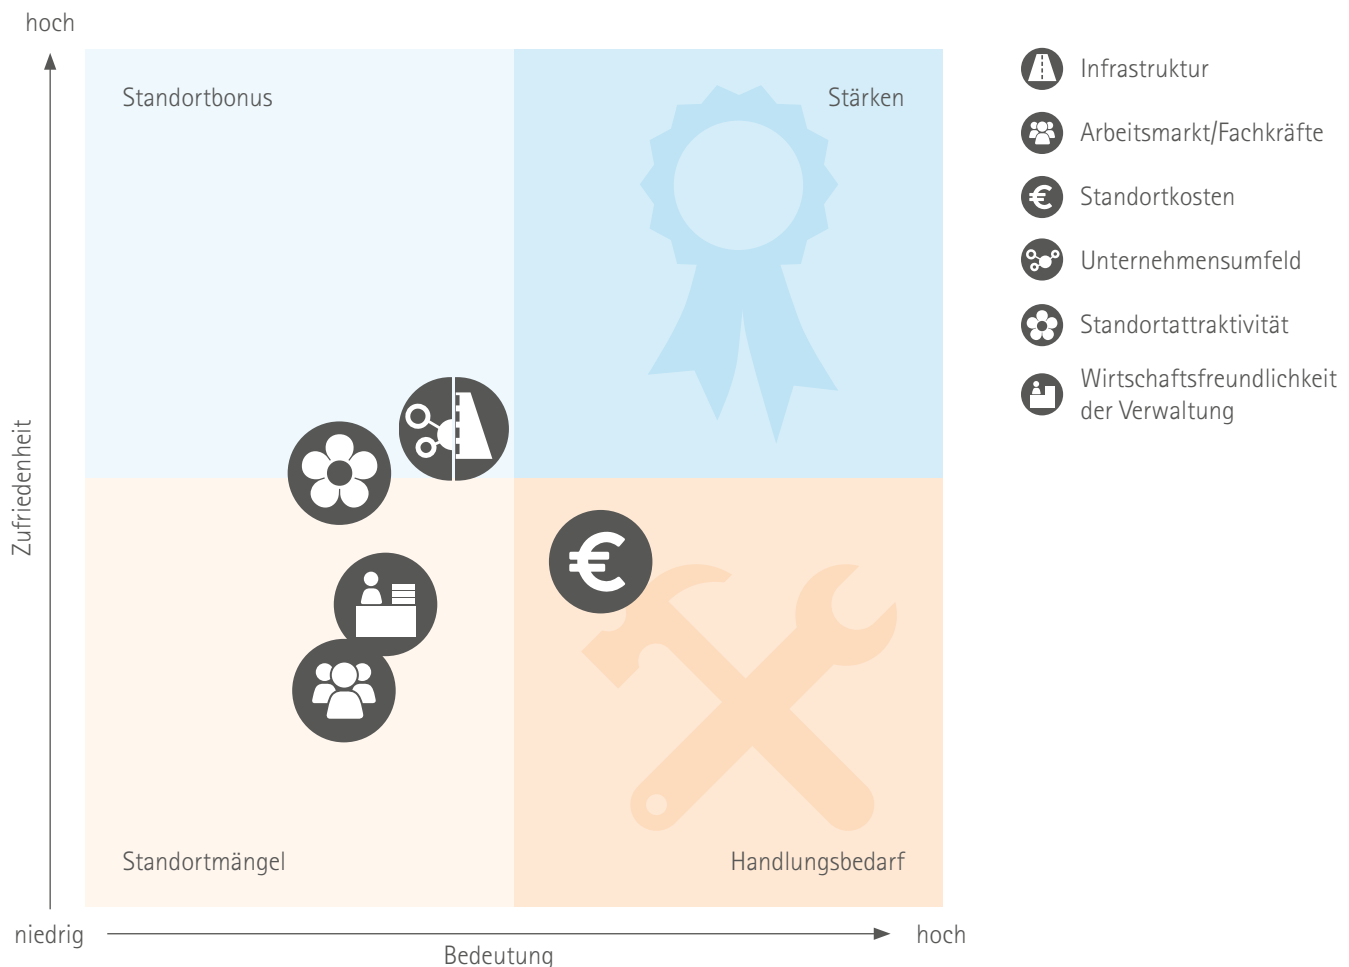 hoch
Standortbonus
Stärken
Standortmängel
Handlungsbedarf
Zufriedenheit
niedrig
Bedeutung
hoch
Infrastruktur
Arbeitsmarkt/Fachkräfte
€ Standortkosten
Unternehmensumfeld
Standortattraktivität
Wirtschaftsfreundlichkeit
der Verwaltung
€